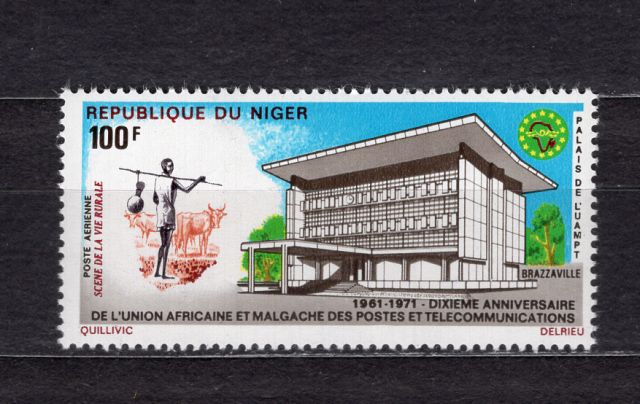 REPUBLIQUE DU NIGER
100F
POSTE AERIENNE
SCENE DE LA VIE RURALE
PALAIS DE L'UAMPT
BRAZZAVILLE
1961-1971 - DIXIEME ANNIVERSAIRE
DE L'UNION AFRICAINE ET MALGACHE DES POSTES ET TELECOMMUNICATIONS
QUILLIVIC
DELRIEU